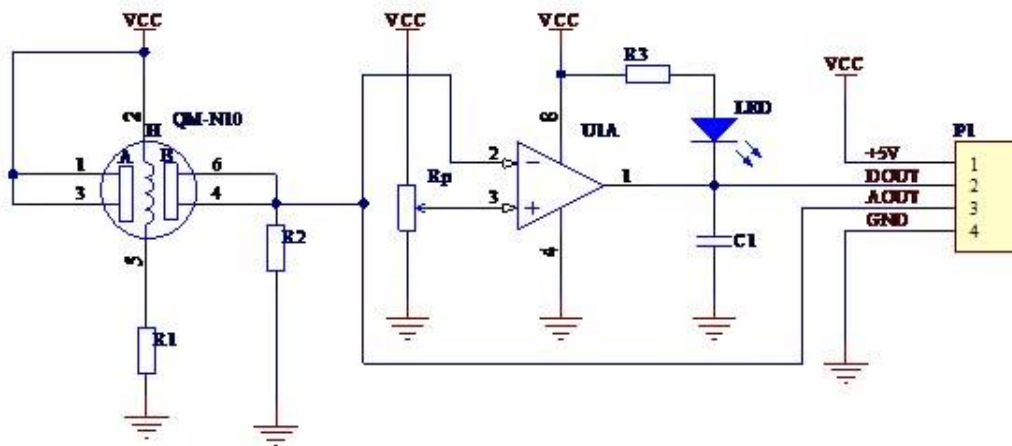 VCC
VCC
VCC
R3
VCC
2
H
QM-N10
8
U1A
LED
P1
1
A
B
6
2
+5V
1
3
4
Rp
3
1
DOUT
2
AOUT
3
GND
4
R2
4
C1
5
R1